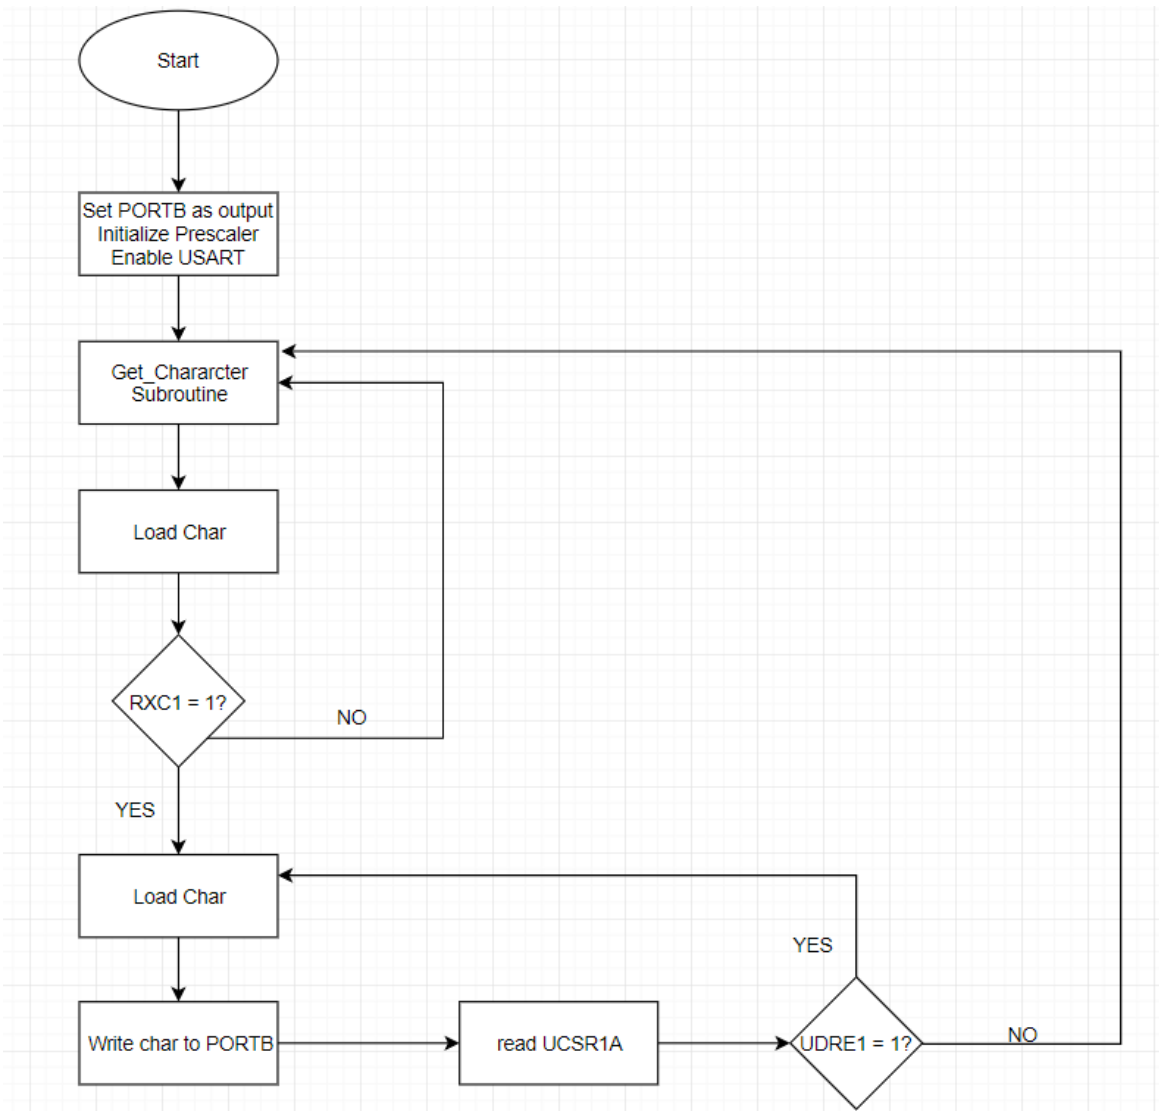 Start
Set PORTB as output
Initialize Prescaler
Enable USART
Get_Chararcter
Subroutine
Load Char
RXC1 = 1?
NO
YES
Load Char
YES
Write char to PORTB
read UCSR1A
UDRE1 = 1?
NO